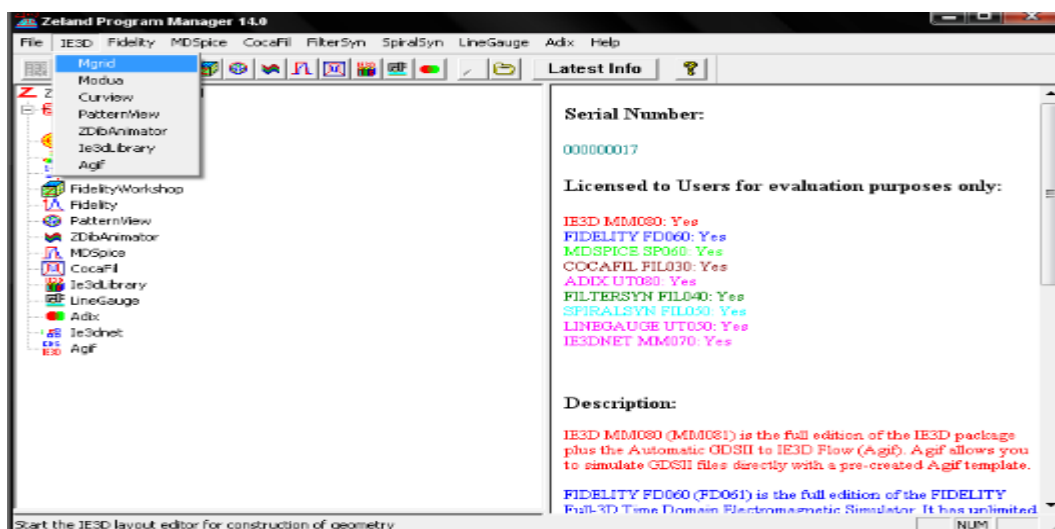 Zeland Program Manager 14.0
File IE3D Fidelity MDSpice CocaFil FilterSyn SpiralSyn LineGauge Adix Help
Mgrid
Modua
Curview
PatternView
ZDibAnimator
Ie3dLibrary
Agif
Latest Info
FidelityWorkshop
Fidelity
PatternView
ZDibAnimator
MDSpice
CocaFil
Ie3dLibrary
LineGauge
Adix
Ie3dnet
Agif
Serial Number:
000000017
Licensed to Users for evaluation purposes only:
IE3D MM080: Yes
FIDELITY FD060: Yes
MDSPICE SP060: Yes
COCAFIL FIL030: Yes
ADIX UT080: Yes
FILTERSYN FIL040: Yes
SPIRALSYN FIL050: Yes
LINEGAUGE UT050: Yes
IE3DNET MM070: Yes
Description:
IE3D MM080 (MM081) is the full edition of the IE3D package
plus the Automatic GDSII to IE3D Flow (Agif). Agif allows you
to simulate GDSII files directly with a pre-created Agif template.
FIDELITY FD060 (FD061) is the full edition of the FIDELITY
Full-3D Time Domain Electromagnetic Simulator. It has unlimited
Start the IE3D layout editor for construction of geometry
NUM